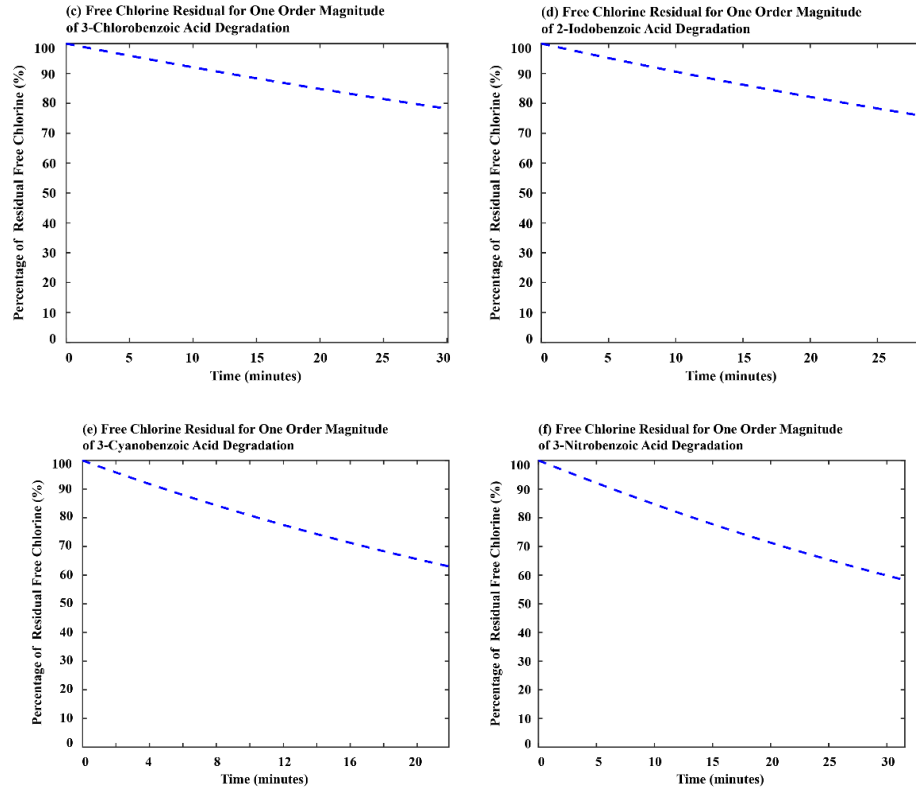 (c) Free Chlorine Residual for One Order Magnitude
of 3-Chlorobenzoic Acid Degradation
100
90
80
70
60
50
40
30
20
10
0
Percentage of Residual Free Chlorine (%)
0 5 10 15 20 25 30
Time (minutes)
(d) Free Chlorine Residual for One Order Magnitude
of 2-Iodobenzoic Acid Degradation
100
90
80
70
60
50
40
30
20
10
0
Percentage of Residual Free Chlorine (%)
0 5 10 15 20 25
Time (minutes)
(e) Free Chlorine Residual for One Order Magnitude
of 3-Cyanobenzoic Acid Degradation
100
90
80
70
60
50
40
30
20
10
0
Percentage of Residual Free Chlorine (%)
0 4 8 12 16 20
Time (minutes)
(f) Free Chlorine Residual for One Order Magnitude
of 3-Nitrobenzoic Acid Degradation
100
90
80
70
60
50
40
30
20
10
0
Percentage of Residual Free Chlorine (%)
0 5 10 15 20 25 30
Time (minutes)